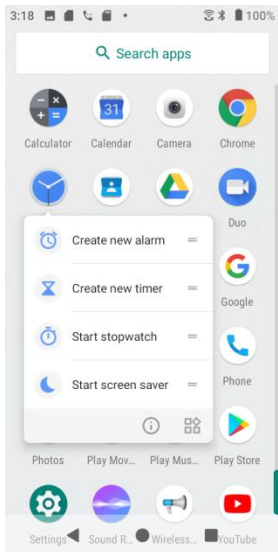 3:18
100%
Search apps
Calculator Calendar Camera Chrome
31
Duo
Create new alarm
Create new timer
Google
Start stopwatch
Phone
Start screen saver
Photos Play Mov... Play Mus... Play Store
Settings Sound R... Wireless... YouTube